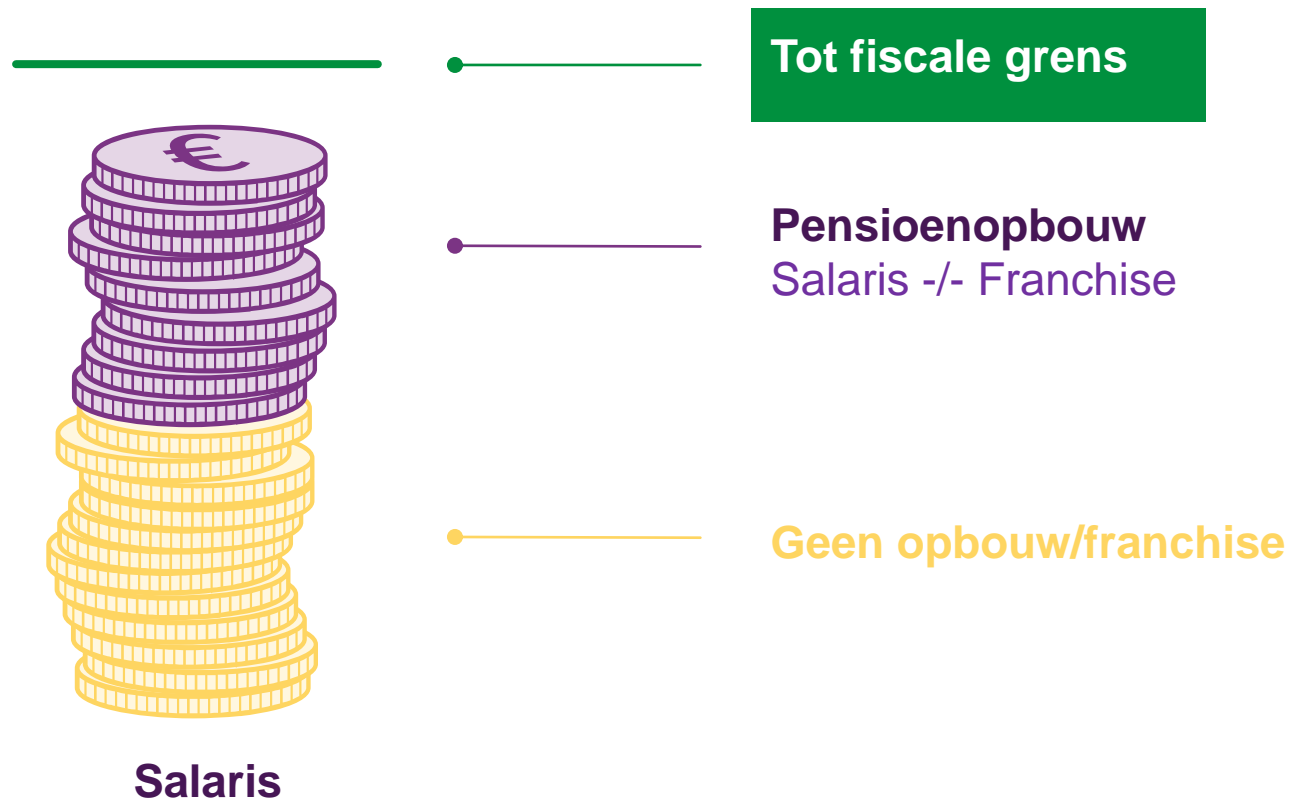 Tot fiscale grens
€
Pensioenopbouw
Salaris -/- Franchise
Geen opbouw/franchise
Salaris